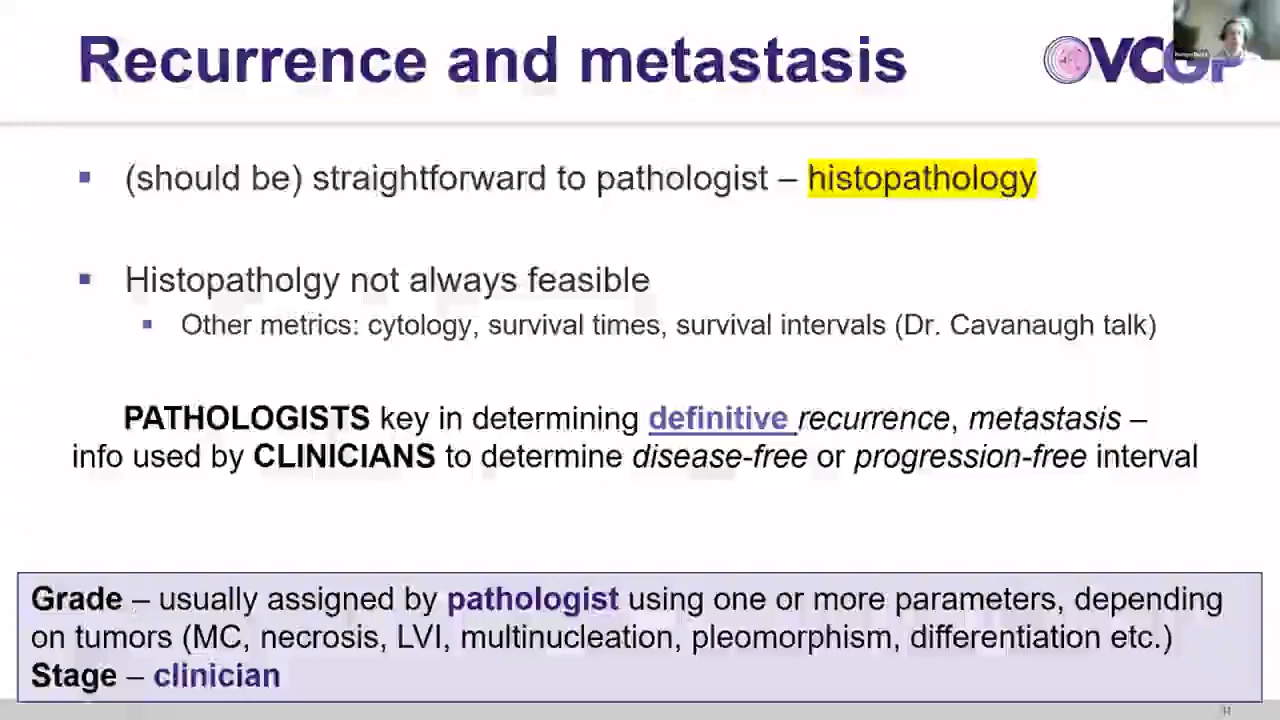 Recurrence and metastasis
(should be) straightforward to pathologist – histopathology
Histopatholgy not always feasible
Other metrics: cytology, survival times, survival intervals (Dr. Cavanaugh talk)
PATHOLOGISTS key in determining definitive recurrence, metastasis –
info used by CLINICIANS to determine disease-free or progression-free interval
Grade – usually assigned by pathologist using one or more parameters, depending
on tumors (MC, necrosis, LVI, multinucleation, pleomorphism, differentiation etc.)
Stage – clinician